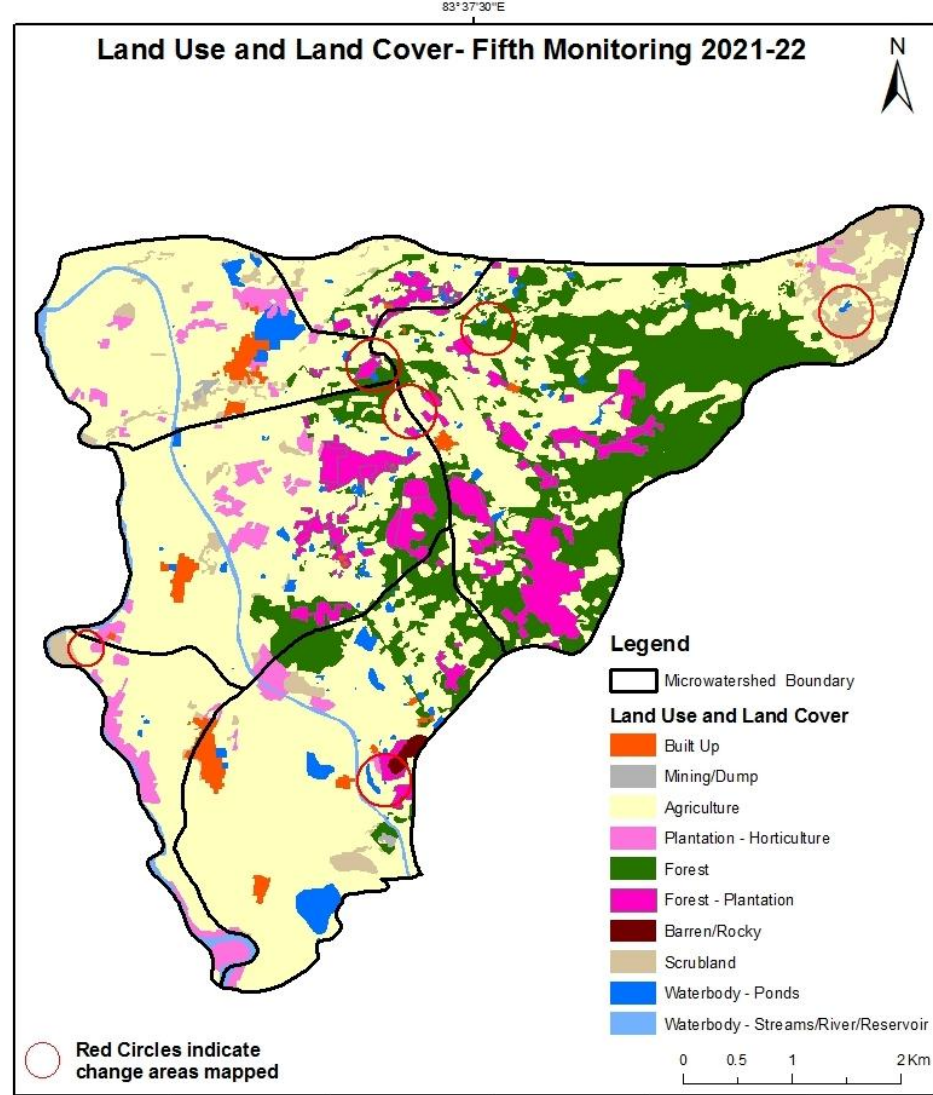 83°37'30"E
Land Use and Land Cover- Fifth Monitoring 2021-22
N
Legend
Microwatershed Boundary
Land Use and Land Cover
Built Up
Mining/Dump
Agriculture
Plantation - Horticulture
Forest
Forest - Plantation
Barren/Rocky
Scrubland
Waterbody - Ponds
Waterbody - Streams/River/Reservoir
Red Circles indicate
change areas mapped
0 0.5 1 2 Km